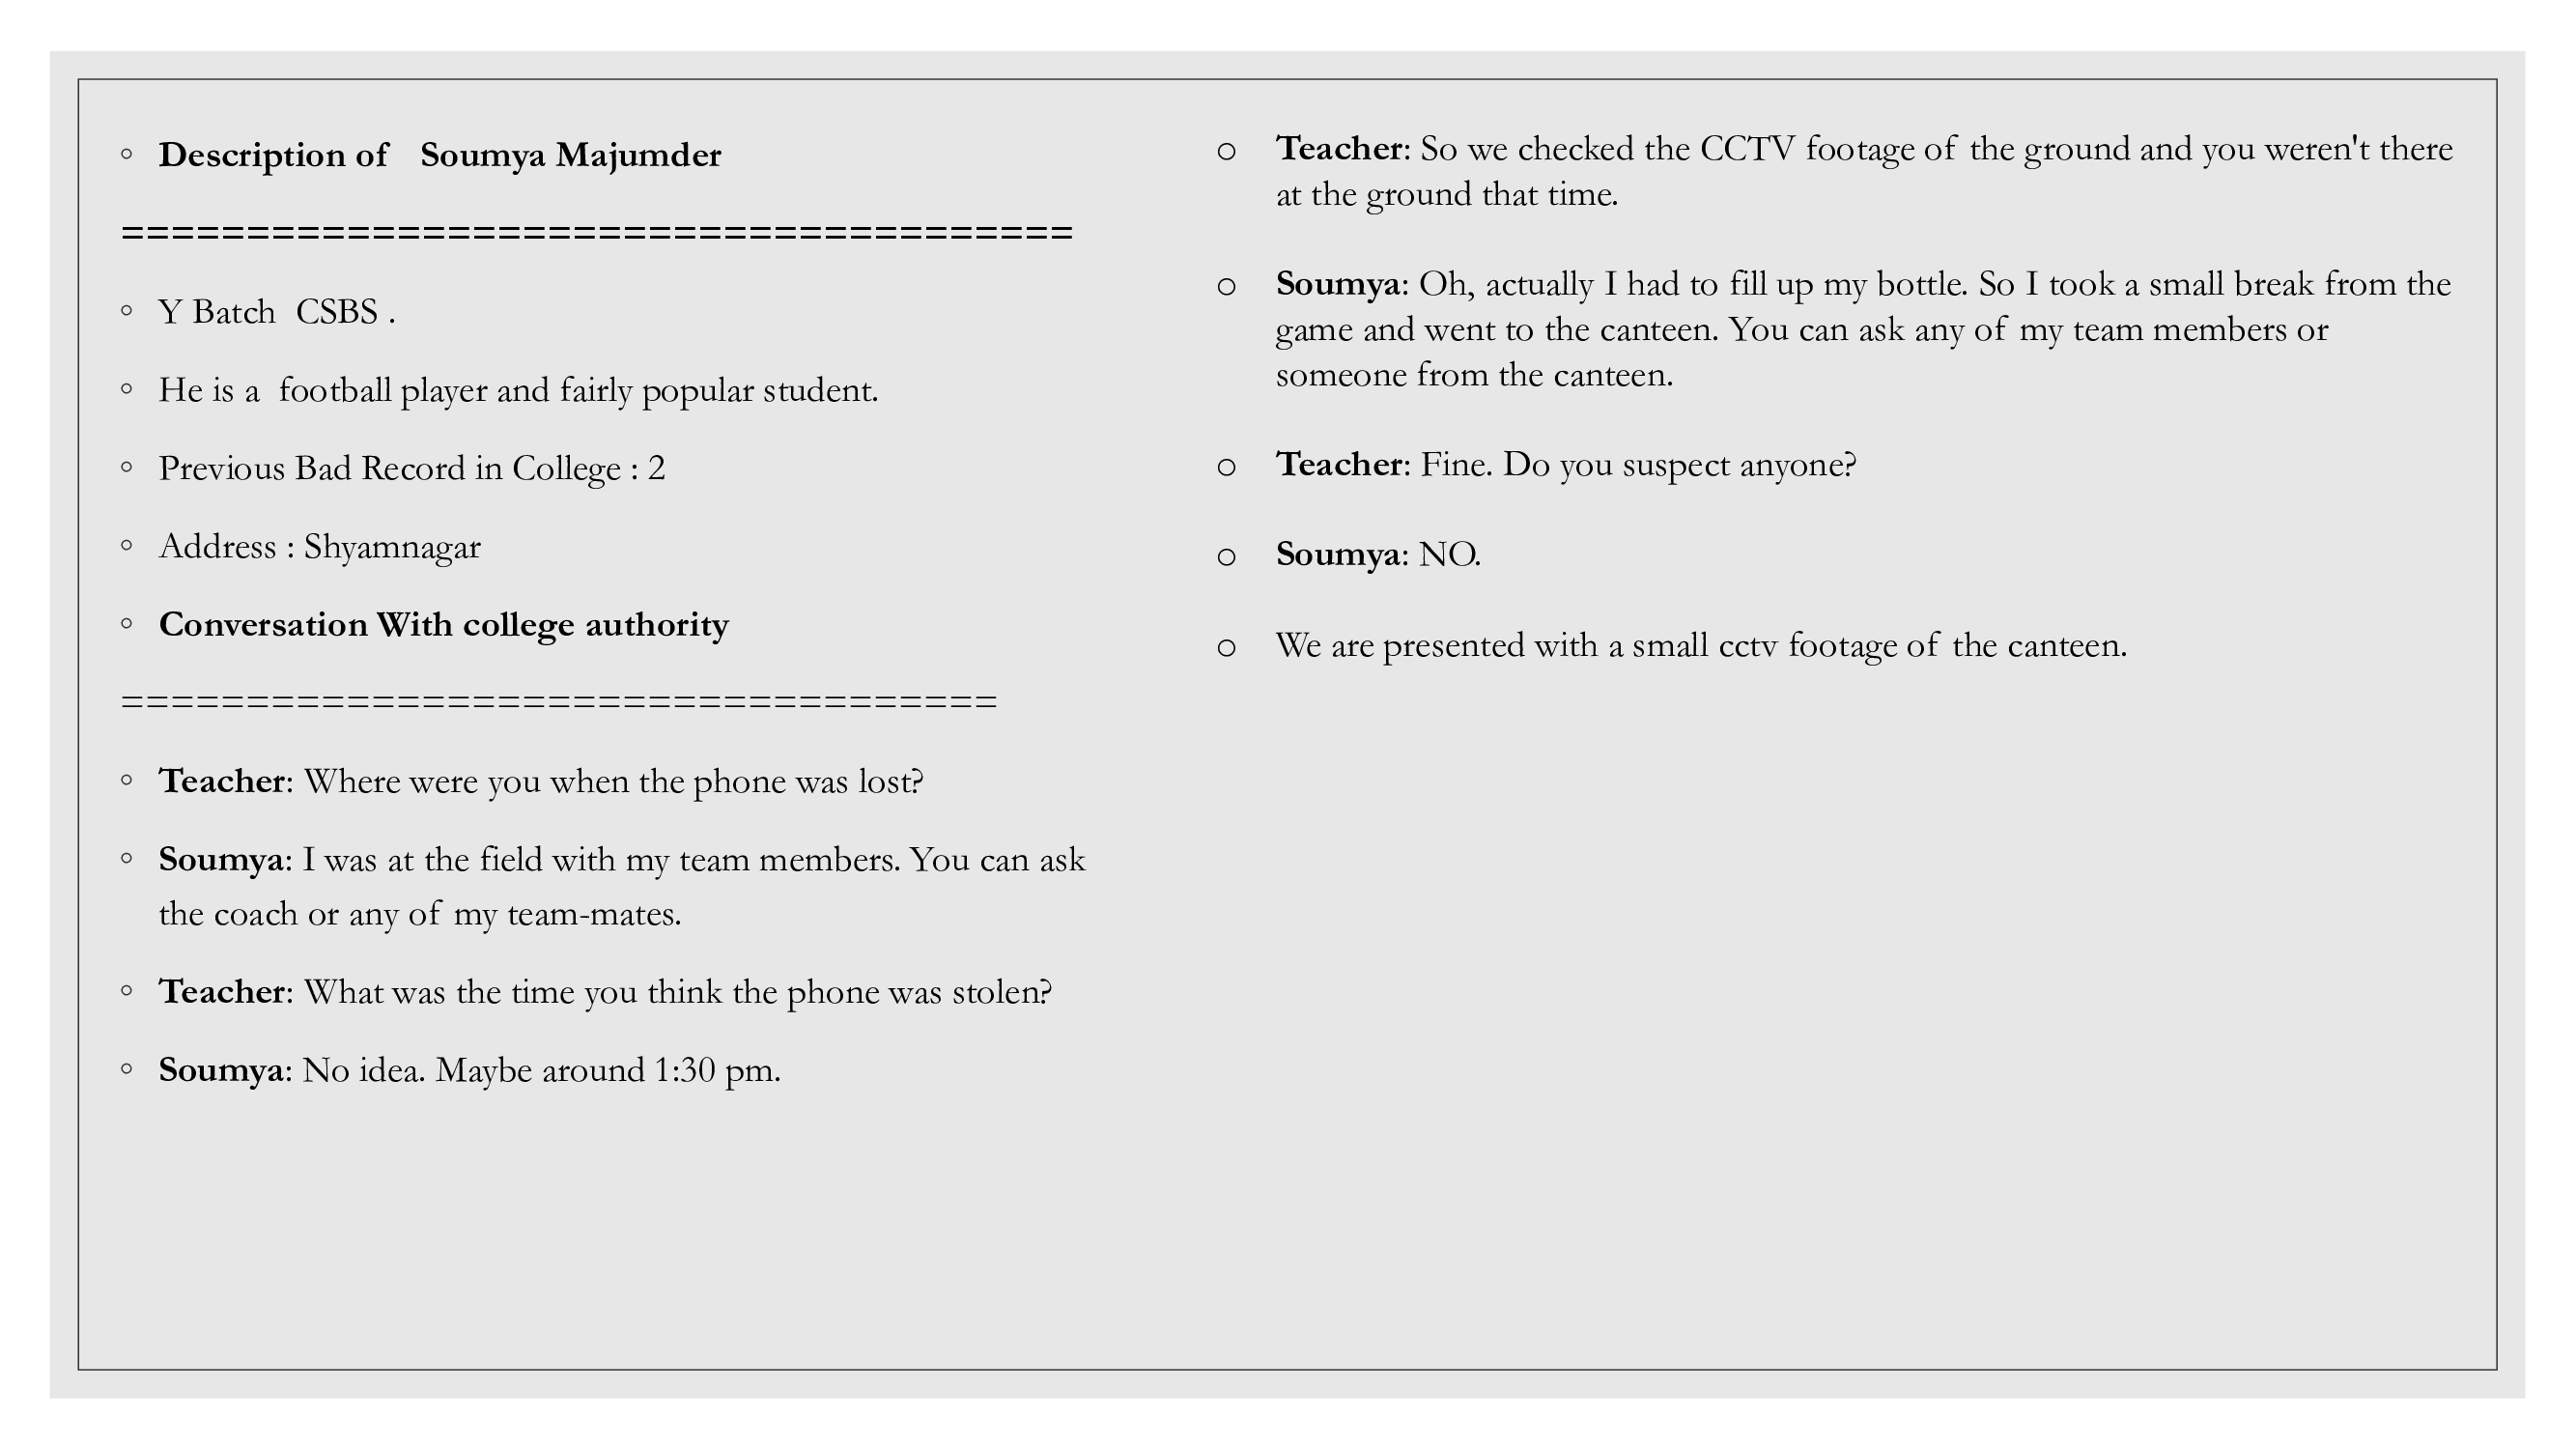 ◦ Description of   Soumya Majumder
======================================
◦ Y Batch  CSBS .
◦ He is a  football player and fairly popular student.
◦ Previous Bad Record in College : 2
◦ Address : Shyamnagar
◦ Conversation With college authority
===================================
◦ Teacher: Where were you when the phone was lost?
◦ Soumya: I was at the field with my team members. You can ask
the coach or any of my team-mates.
◦ Teacher: What was the time you think the phone was stolen?
◦ Soumya: No idea. Maybe around 1:30 pm.
o Teacher: So we checked the CCTV footage of the ground and you weren't there
at the ground that time.
o Soumya: Oh, actually I had to fill up my bottle. So I took a small break from the
game and went to the canteen. You can ask any of my team members or
someone from the canteen.
o Teacher: Fine. Do you suspect anyone?
o Soumya: NO.
o We are presented with a small cctv footage of the canteen.